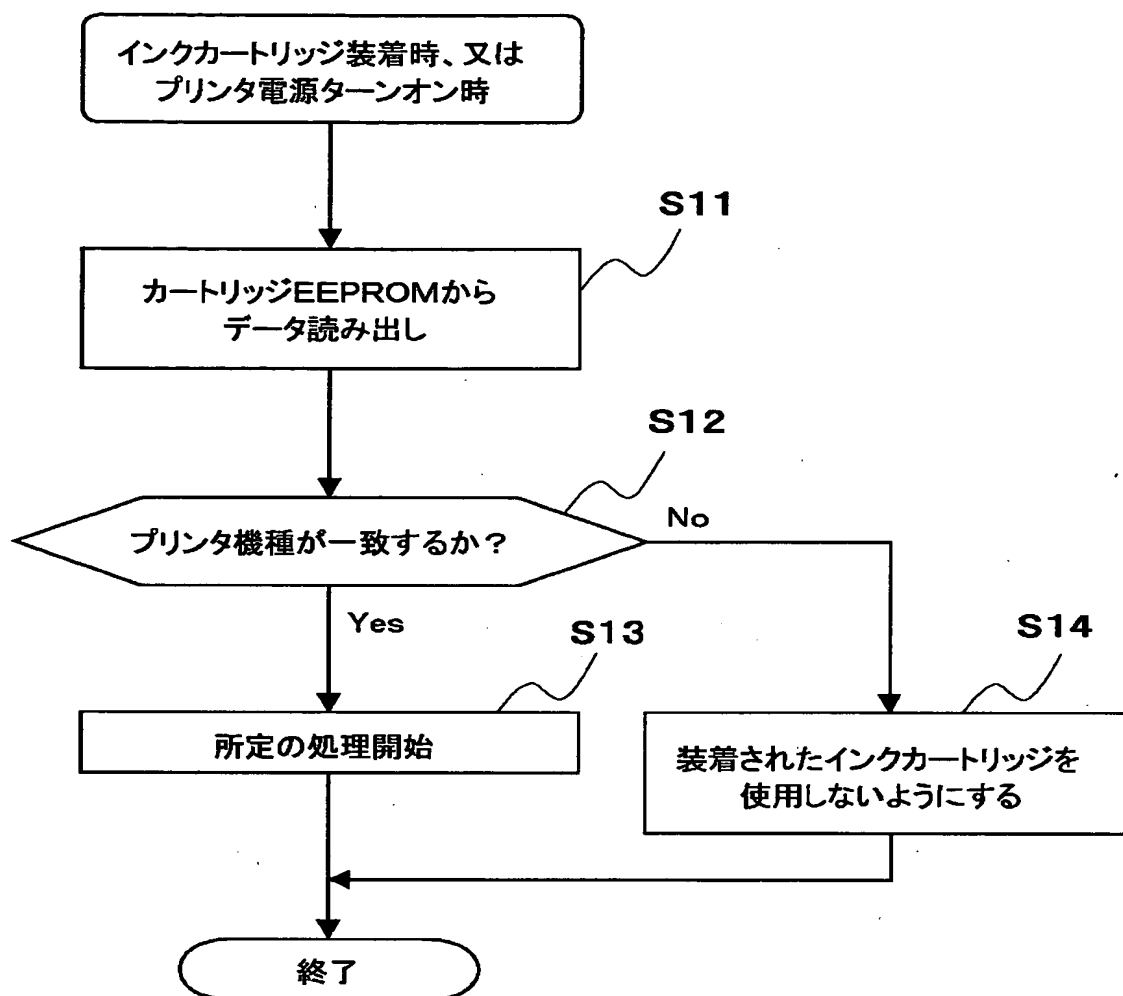 インクカートリッジ装着時、又は
プリンタ電源ターンオン時
S11
カートリッジEEPROMから
データ読み出し
S12
プリンタ機種が一致するか？
No
Yes
S13
S14
所定の処理開始
装着されたインクカートリッジを
使用しないようにする
終了